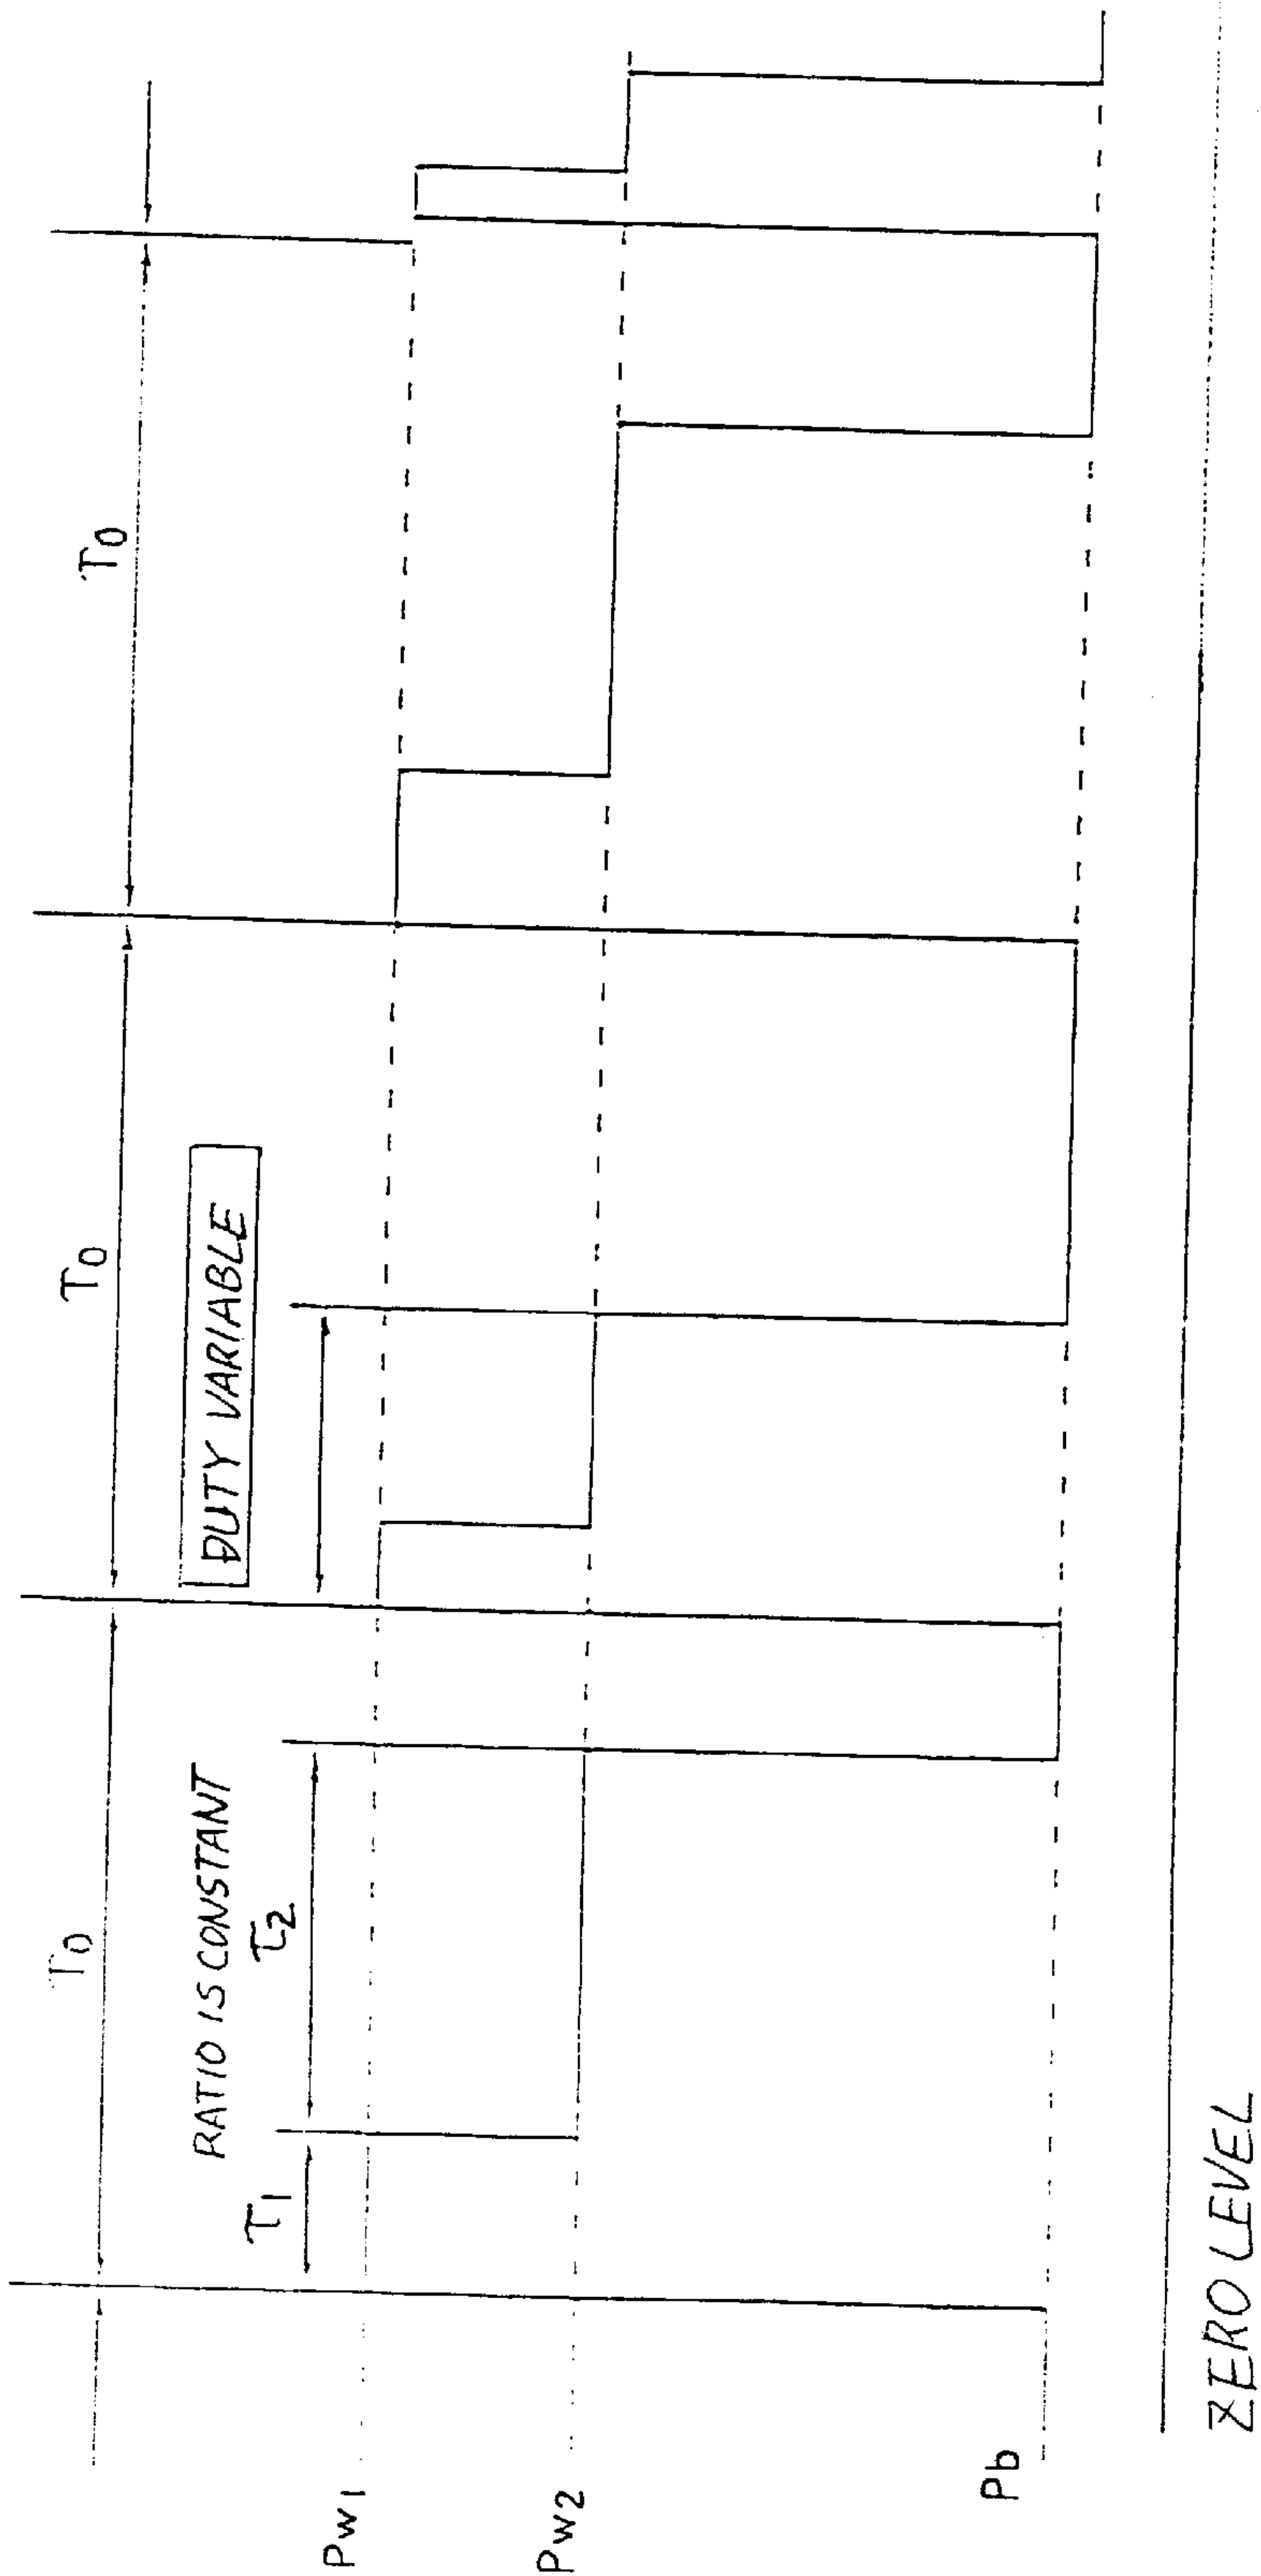 T0
T0
T0
RATIO IS CONSTANT
DUTY VARIABLE
τ1
τ2
Pw1
Pw2
Pb
ZERO LEVEL